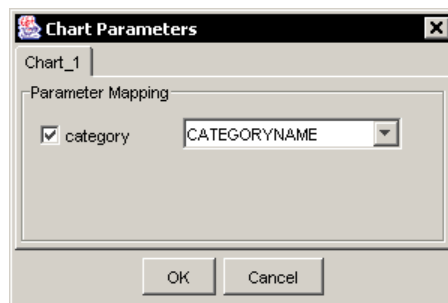 Chart Parameters
Chart_1
Parameter Mapping
category CATEGORYNAME
OK Cancel